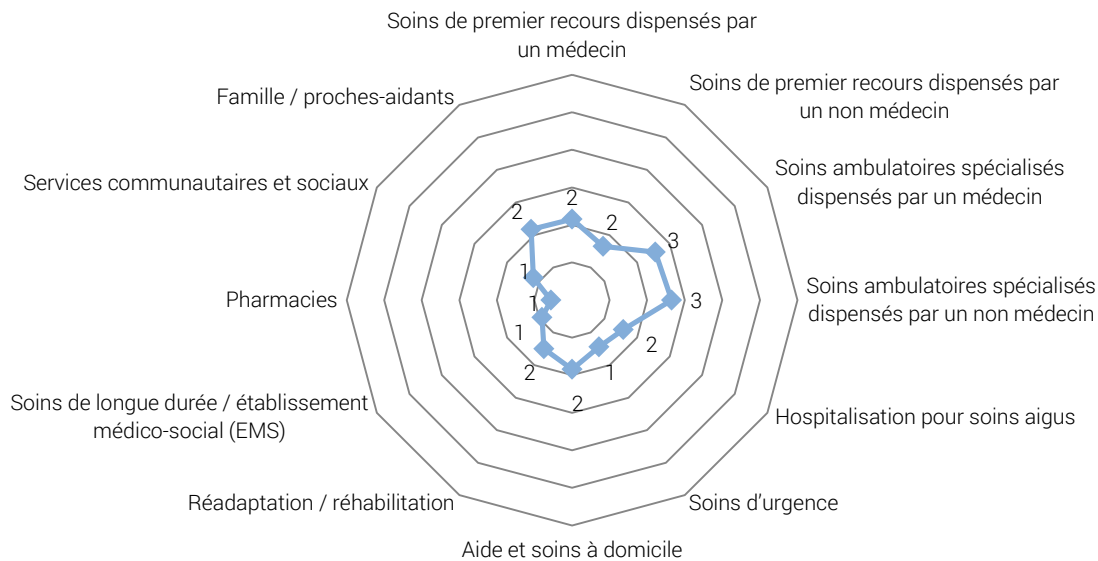 Soins de premier recours dispensés par
un médecin
Soins de premier recours dispensés par
un non médecin
Soins ambulatoires spécialisés
dispensés par un médecin
Soins ambulatoires spécialisés
dispensés par un non médecin
Hospitalisation pour soins aigus
Soins d'urgence
Aide et soins à domicile
Réadaptation / réhabilitation
Soins de longue durée / établissement
médico-social (EMS)
Pharmacies
Services communautaires et sociaux
Famille / proches-aidants
2
2
3
3
2
1
2
2
1
1
1
2